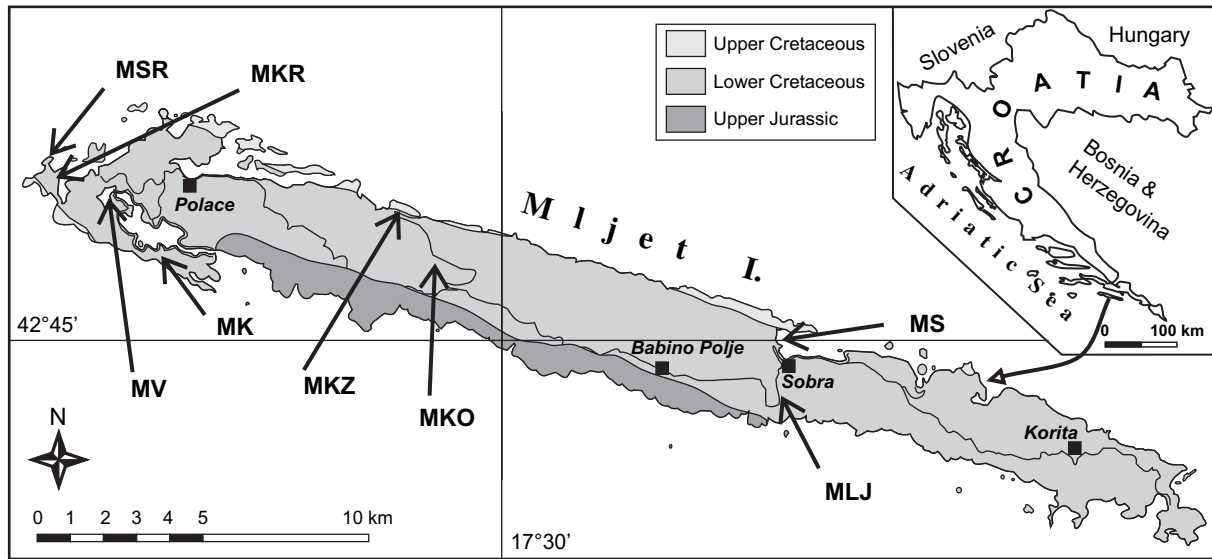 Upper Cretaceous
Lower Cretaceous
Upper Jurassic
Slovenia
Hungary
CROATIA
Bosnia &
Herzegovina
Adriatic Sea
0 100 km
MSR
MKR
Polace
Mljet I.
42°45’
MK
MV
MKZ
MKO
MS
Babino Polje
Sobra
Korita
MLJ
N
0 1 2 3 4 5 10 km
17°30’